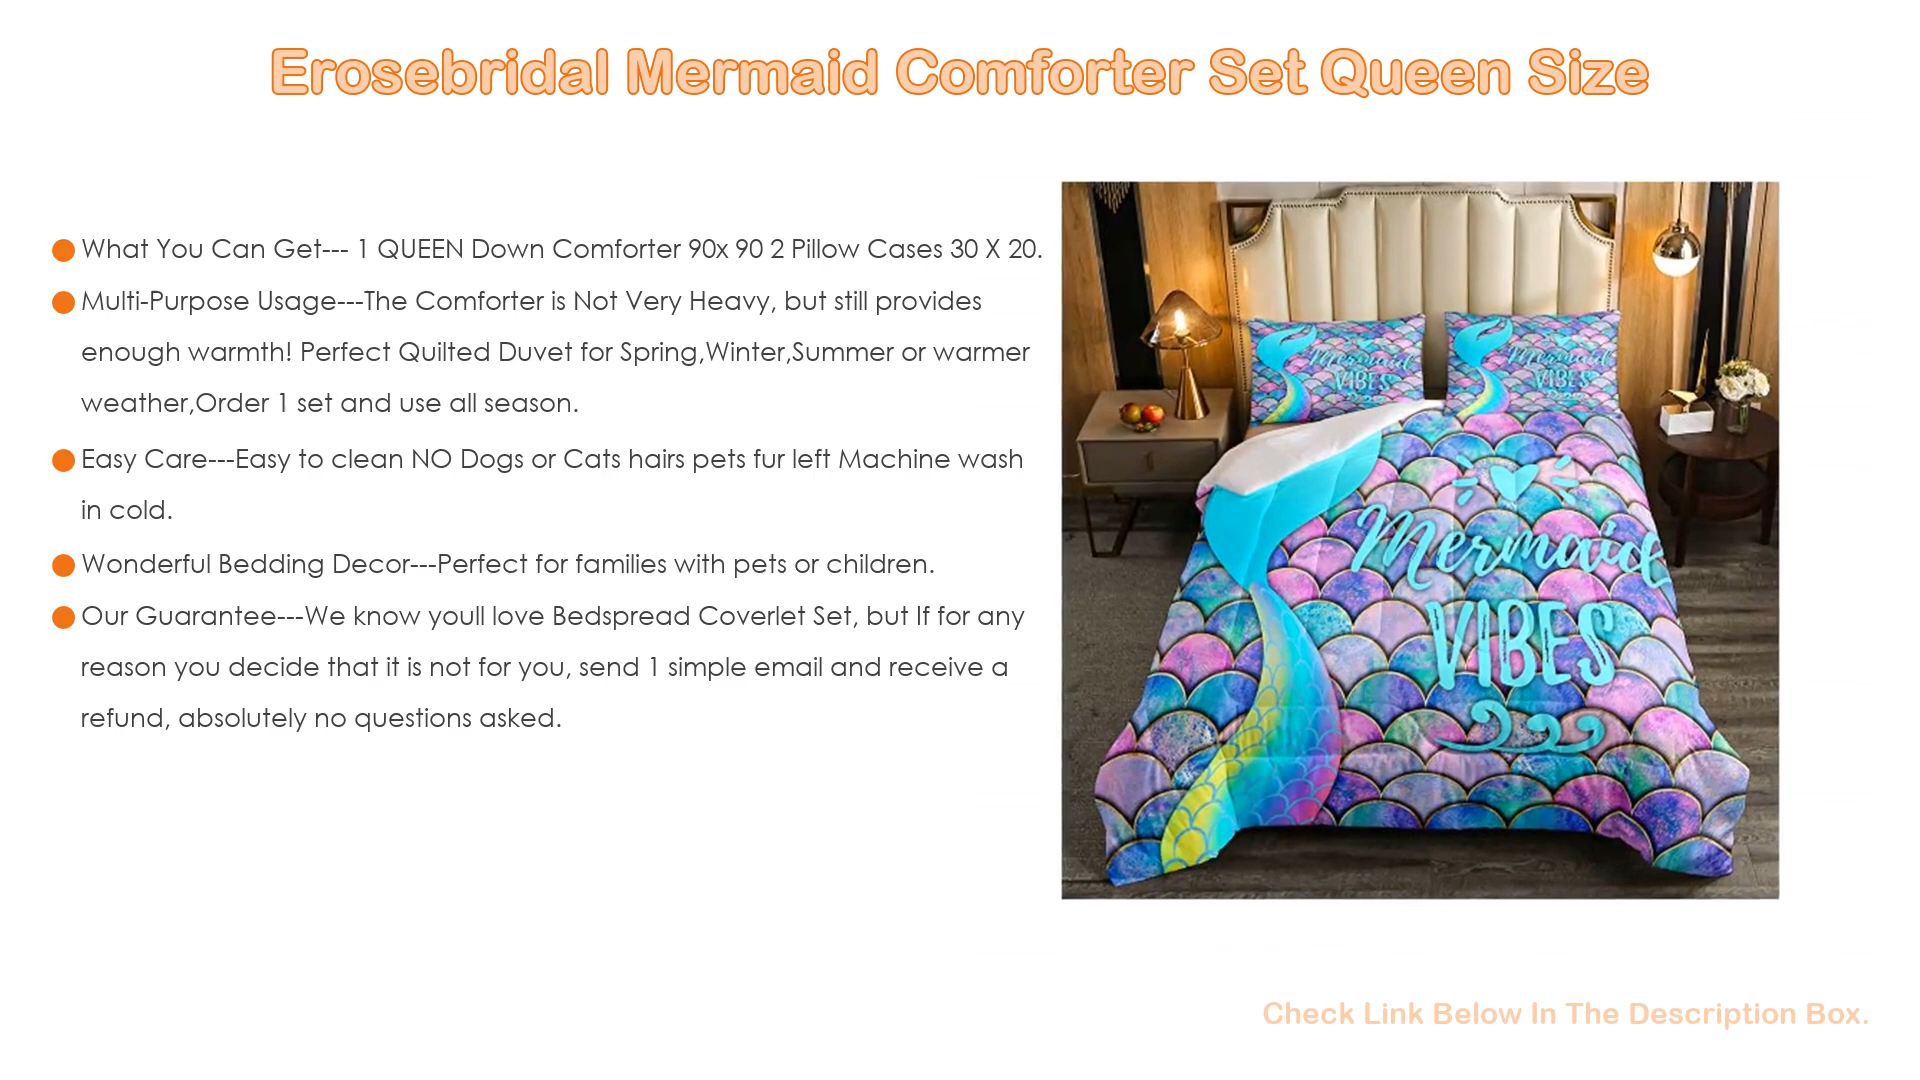 Erosebridal Mermaid Comforter Set Queen Size
What You Can Get--- 1 QUEEN Down Comforter 90x 90 2 Pillow Cases 30 X 20.
Multi-Purpose Usage---The Comforter is Not Very Heavy, but still provides
enough warmth! Perfect Quilted Duvet for Spring,Winter,Summer or warmer
weather,Order 1 set and use all season.
Easy Care---Easy to clean NO Dogs or Cats hairs pets fur left Machine wash
in cold.
Wonderful Bedding Decor---Perfect for families with pets or children.
Our Guarantee---We know youll love Bedspread Coverlet Set, but If for any
reason you decide that it is not for you, send 1 simple email and receive a
refund, absolutely no questions asked.
Mermaid
VIBES
Mermaid
VIBES
Mermaid
VIBES
Check Link Below In The Description Box.